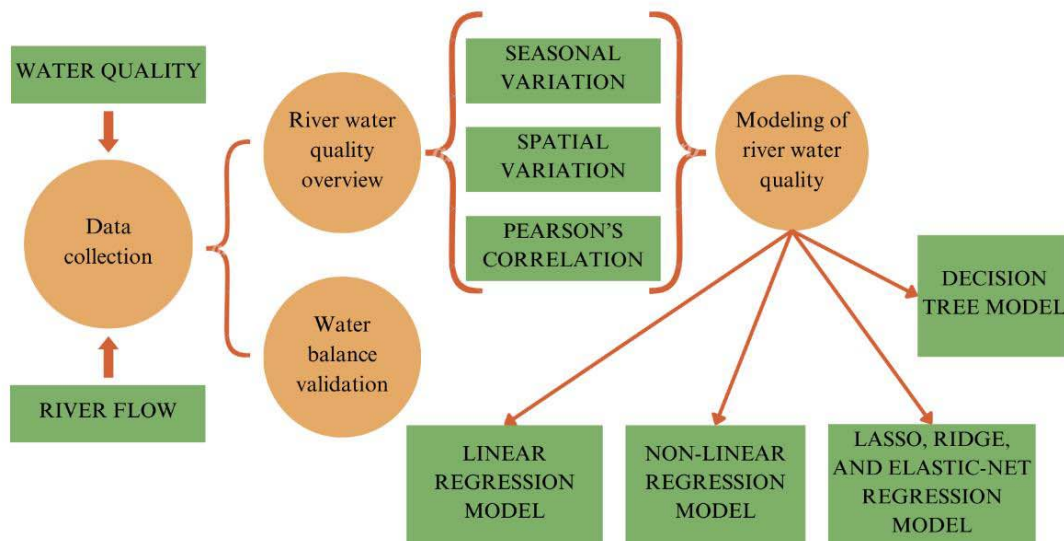 WATER QUALITY
Data
collection
RIVER FLOW
River water
quality
overview
Water
balance
validation
SEASONAL
VARIATION
SPATIAL
VARIATION
PEARSON'S
CORRELATION
Modeling of
river water
quality
DECISION
TREE MODEL
LINEAR
REGRESSION
MODEL
NON-LINEAR
REGRESSION
MODEL
LASSO, RIDGE,
AND ELASTIC-NET
REGRESSION
MODEL